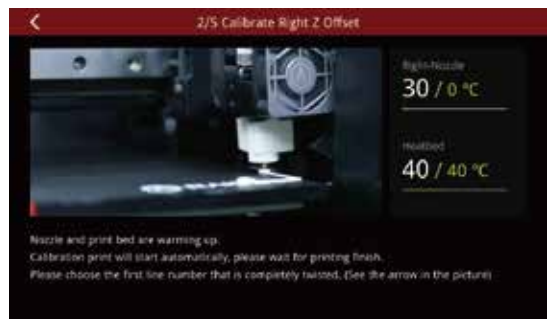 2/5 Calibrate Right Z Offset
Right-Nozzle
30 / 0 °C
Heatbed
40 / 40 °C
Nozzle and print bed are warming up.
Calibration print will start automatically, please wait for printing finish.
Please choose the first line number that is completely twisted, (See the arrow in the picture)